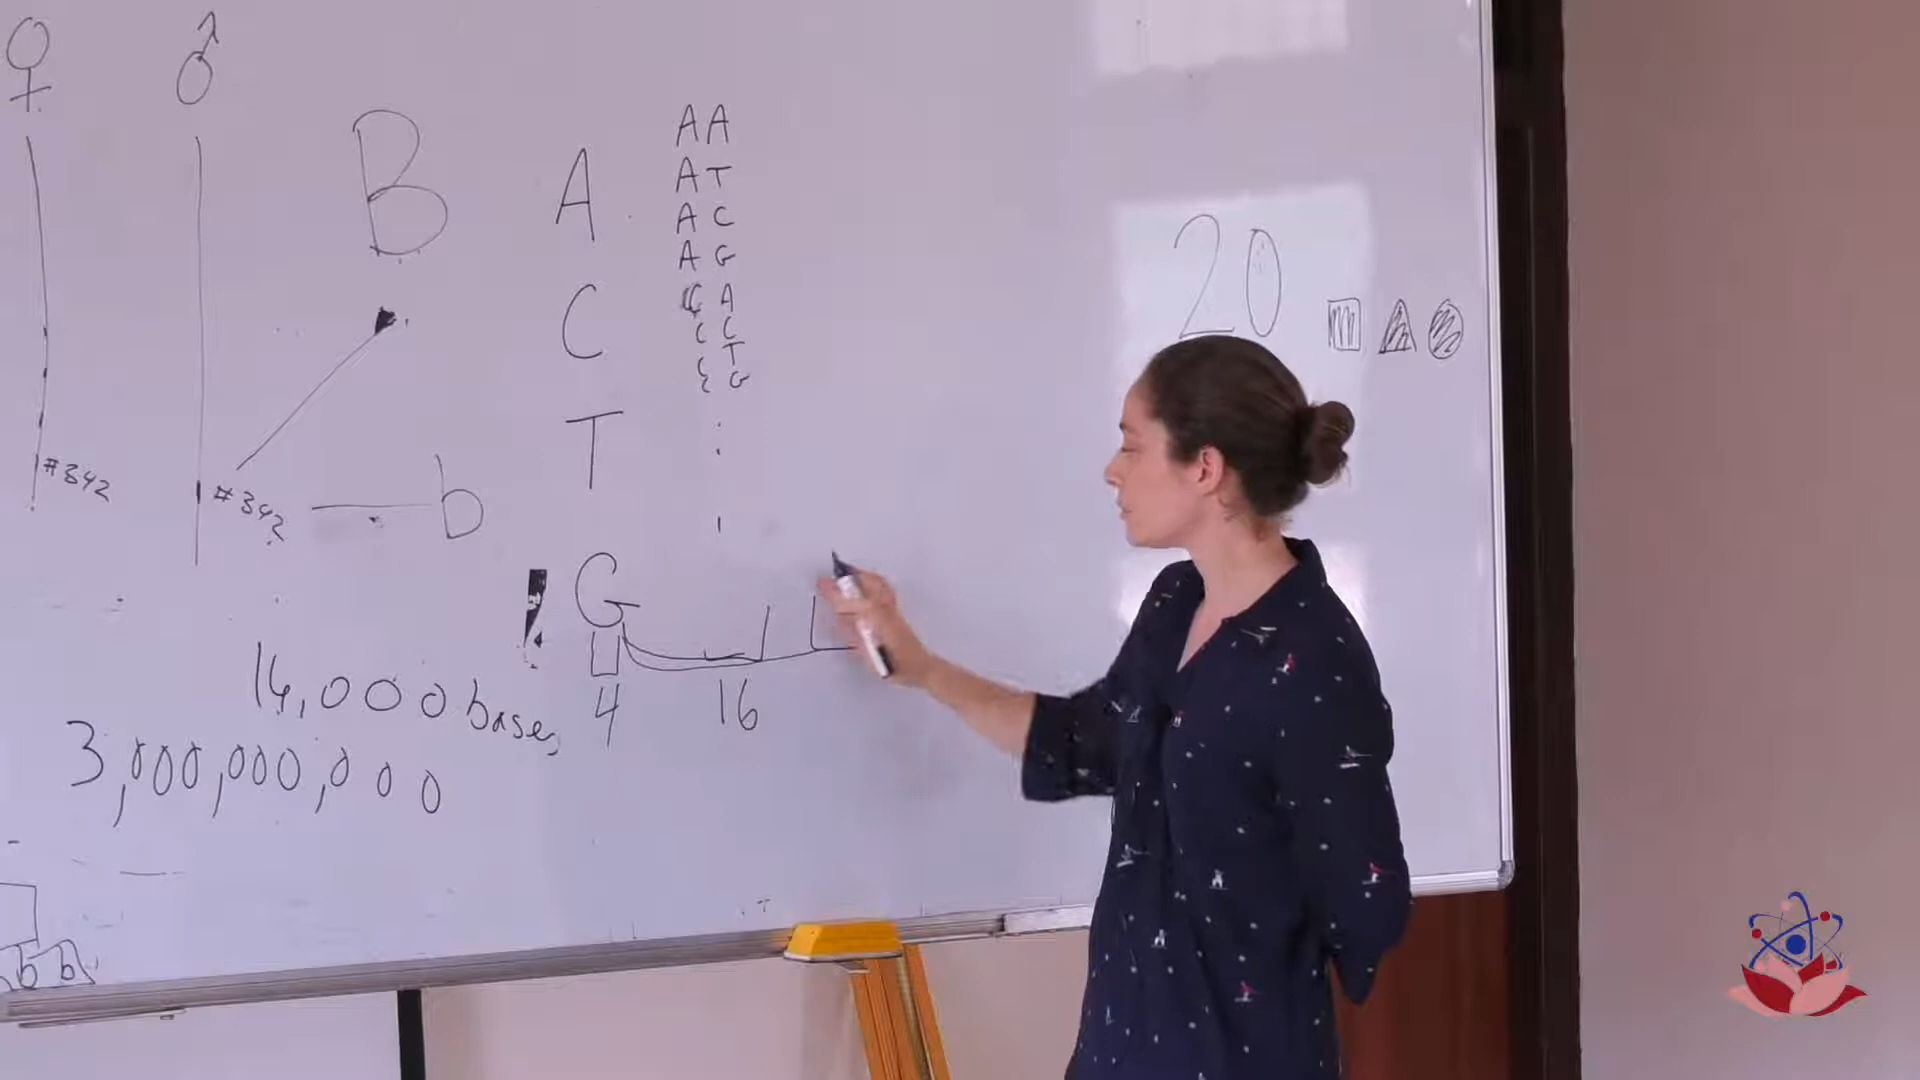 B
b
#342
#342
A
C
T
G
AA
AT
AC
AG
CA
CC
CT
CG
4
16
20
14,000 bases
3,000,000,000
b b